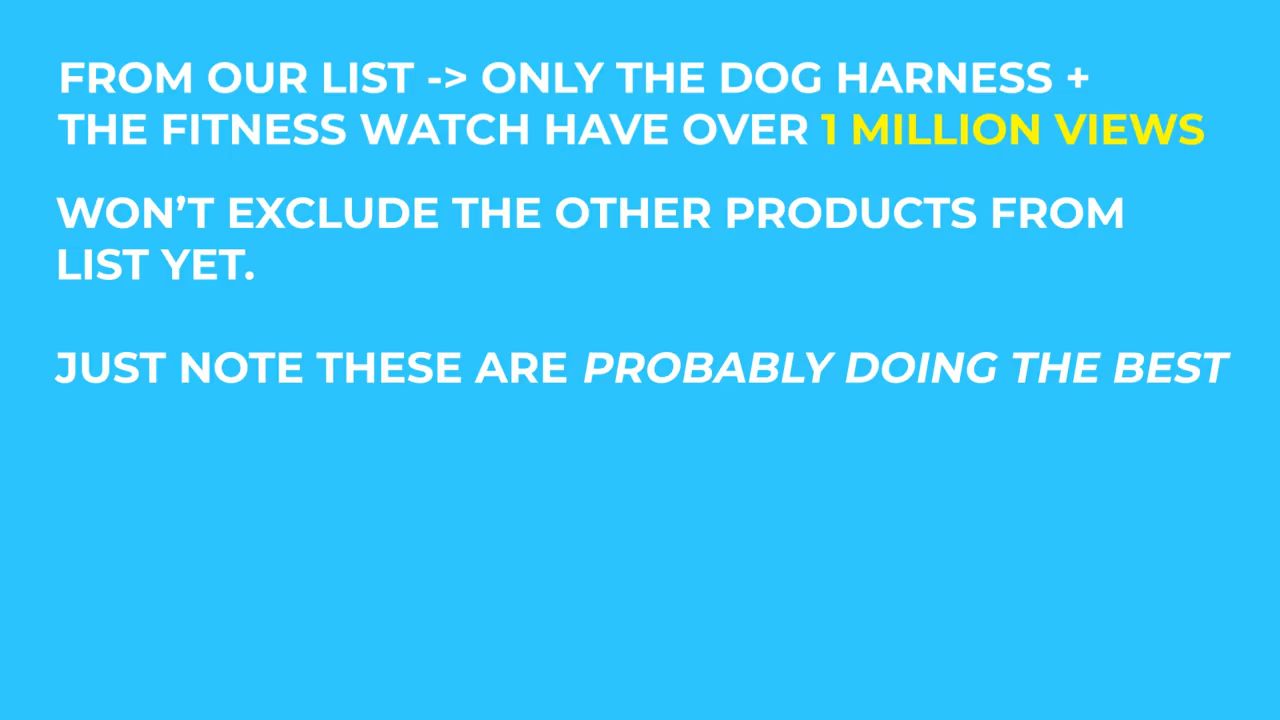 FROM OUR LIST -> ONLY THE DOG HARNESS +
THE FITNESS WATCH HAVE OVER 1 MILLION VIEWS
WON’T EXCLUDE THE OTHER PRODUCTS FROM
LIST YET.
JUST NOTE THESE ARE PROBABLY DOING THE BEST